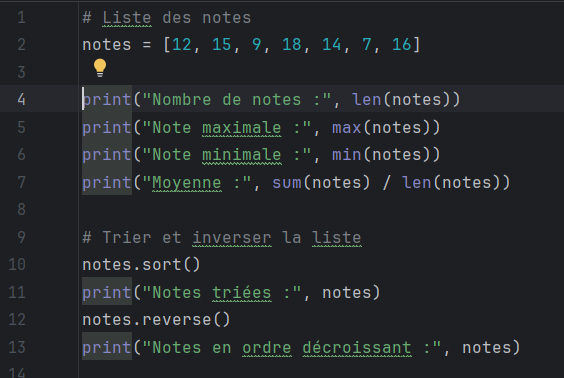 1 # Liste des notes
2 notes = [12, 15, 9, 18, 14, 7, 16]
3
4 print("Nombre de notes :", len(notes))
5 print("Note maximale :", max(notes))
6 print("Note minimale :", min(notes))
7 print("Moyenne :", sum(notes) / len(notes))
8
9 # Trier et inverser la liste
10 notes.sort()
11 print("Notes triées :", notes)
12 notes.reverse()
13 print("Notes en ordre décroissant :", notes)
14